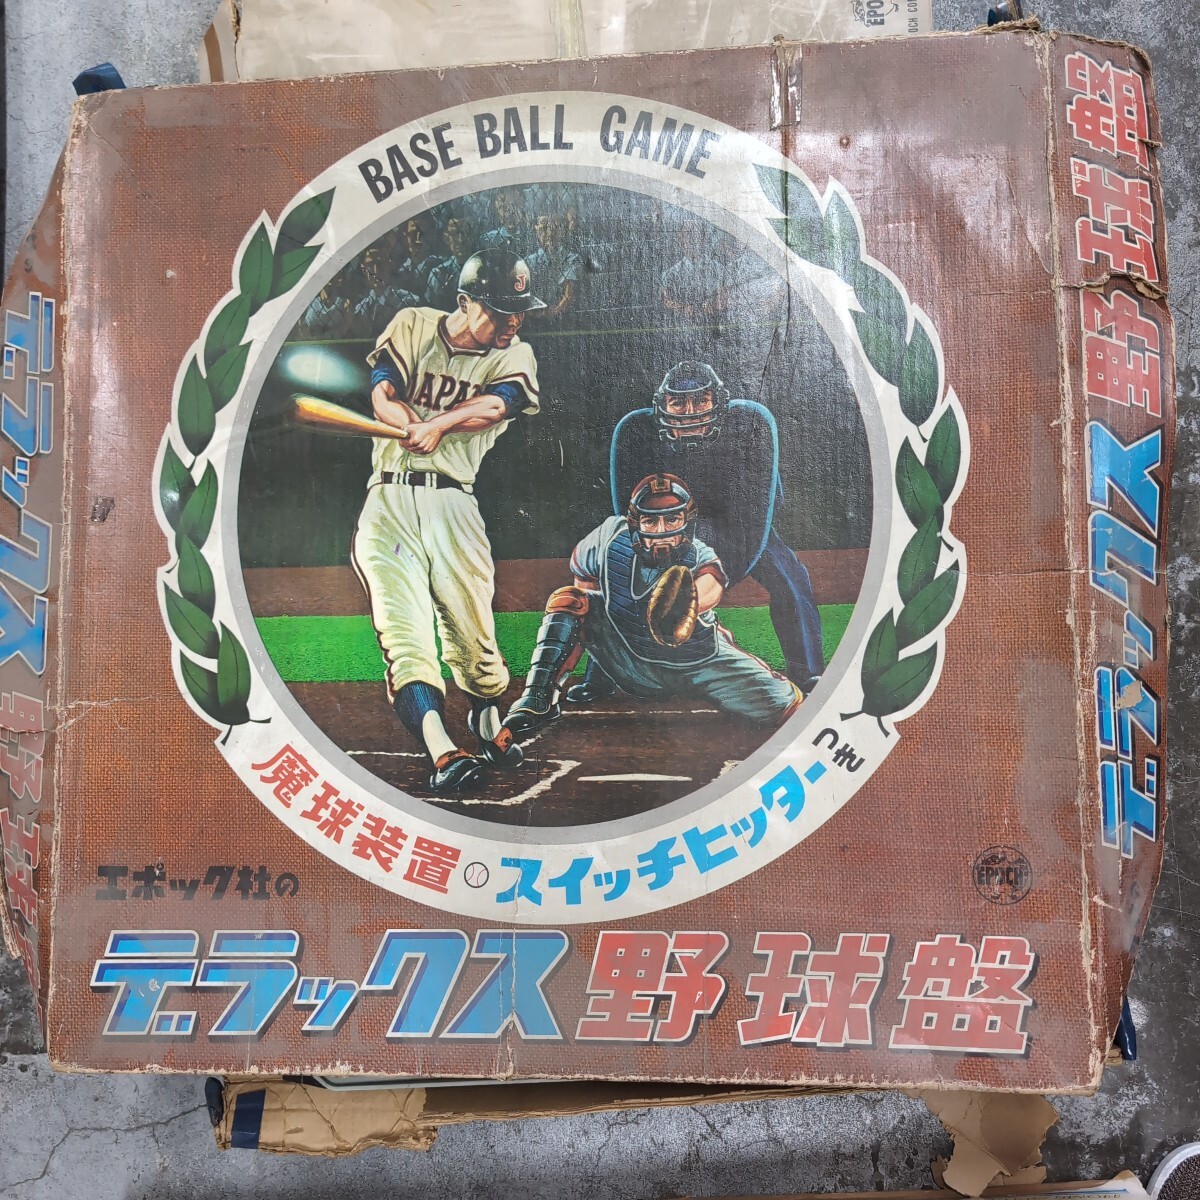 EPOCH
BASE BALL GAME
J
JAPAN
魔球装置・スイッチヒッターつき
エポック社の
EPOCH
デラックス野球盤
デラックス野球盤
デラックス野球盤